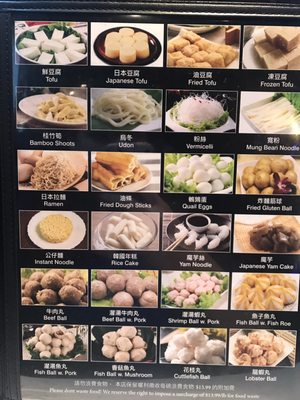 鮮豆腐 日本豆腐 油豆腐 凍豆腐
Tofu Japanese Tofu Fried Tofu Frozen Tofu
桂竹筍 烏冬 粉絲 寬粉
Bamboo Shoots Udon Vermicelli Mung Bean Noodle
日本拉麵 油條 鵪鶉蛋 炸麵筋球
Ramen Fried Dough Sticks Quail Eggs Fried Gluten Ball
公仔麵 韓國年糕 魔芋絲 魔芋
Instant Noodle Rice Cake Yam Noodle Japanese Yam Cake
牛肉丸 灌湯牛肉丸 灌湯蝦丸 魚子魚丸
Beef Ball Beef Ball w. Pork Shrimp Ball w. Pork Fish Ball w. Fish Roe
灌湯魚丸 香菇魚丸 花枝丸 龍蝦丸
Fish Ball w. Pork Fish Ball w. Mushroom Cuttlefish Ball Lobster Ball
請勿浪費食物，本店保留權利徵收每磅浪費食物 $13.99 的附加費
Please dont waste food! We reserve the right to impose a surcharge of $13.99/lb for food waste